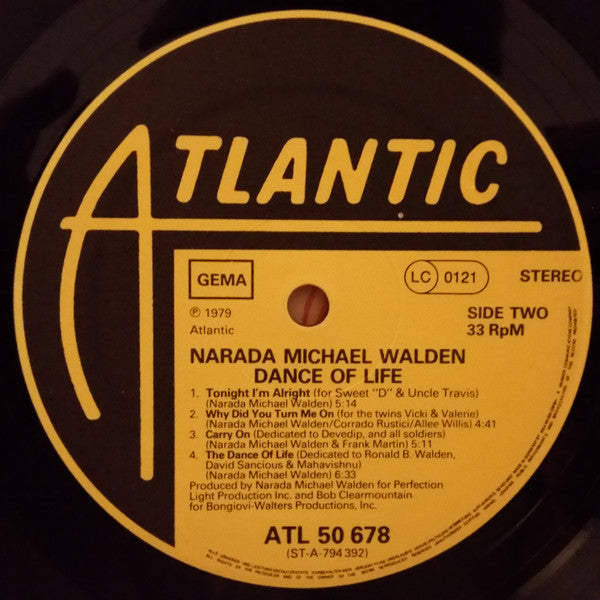 ATLANTIC
GEMA
LC 0121
STEREO
℗ 1979
Atlantic
SIDE TWO
33 RpM
NARADA MICHAEL WALDEN
DANCE OF LIFE
1. Tonight I'm Alright (for Sweet "D" & Uncle Travis)
(Narada Michael Walden) 5:14
2. Why Did You Turn Me On (for the twins Vicki & Valerie)
(Narada Michael Walden/Corrado Rustici/Allee Willis) 4:41
3. Carry On (Dedicated to Devedip, and all soldiers)
(Narada Michael Walden & Frank Martin) 5:11
4. The Dance Of Life (Dedicated to Ronald B. Walden,
David Sancious & Mahavishnu)
(Narada Michael Walden) 6:33
Produced by Narada Michael Walden for Perfection
Light Production Inc. and Bob Clearmountain
for Bongiovi-Walters Productions, Inc.
ATL 50 678
(ST-A-794 392)